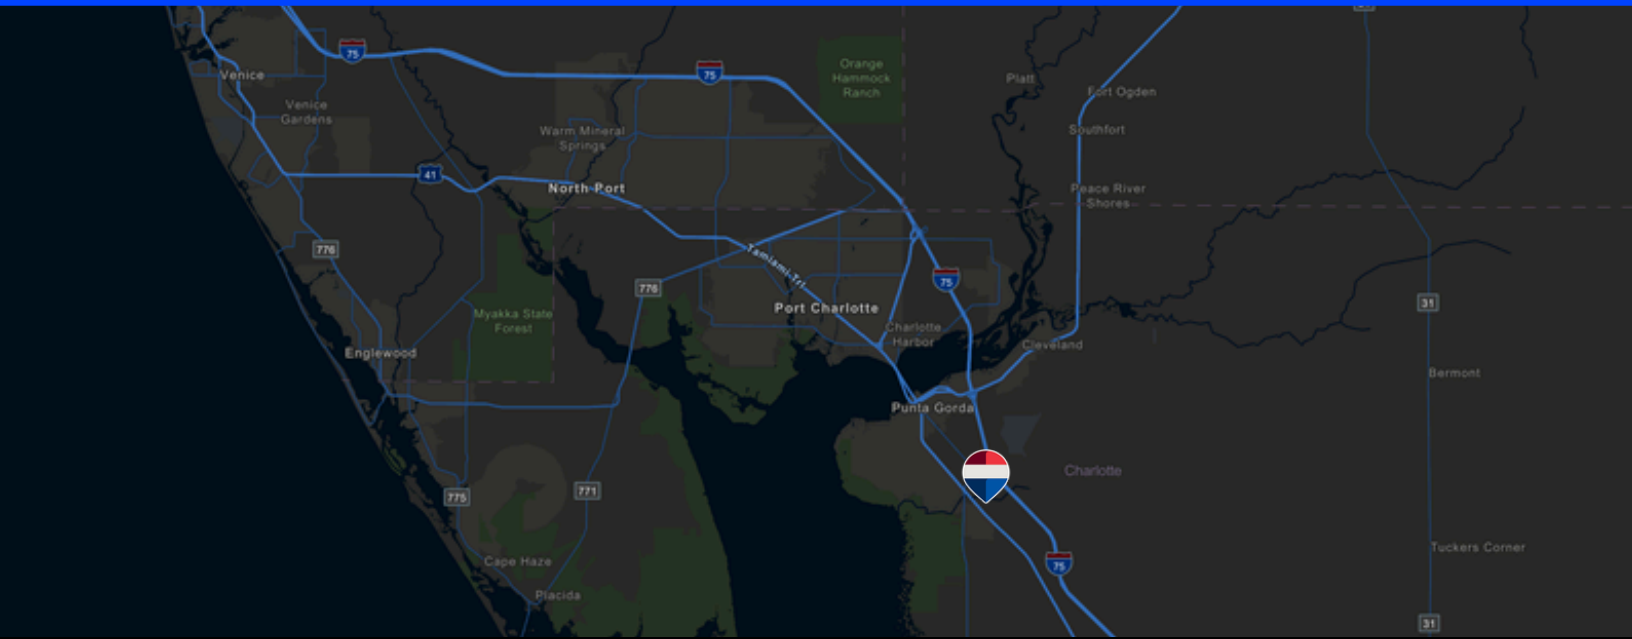 75
75
Orange
Hammock
Ranch
Venice
Platt
Fort Ogden
Venice
Gardens
Warm Mineral
Springs
Southfort
41
North Port
Peace River
Shores
776
Tamiami Trl
75
776
31
Port Charlotte
Myakka State
Forest
Charlotte
Harbor
Cleveland
Englewood
Bermont
Punta Gorda
Charlotte
775
771
Tuckers Corner
Cape Haze
75
Placida
31